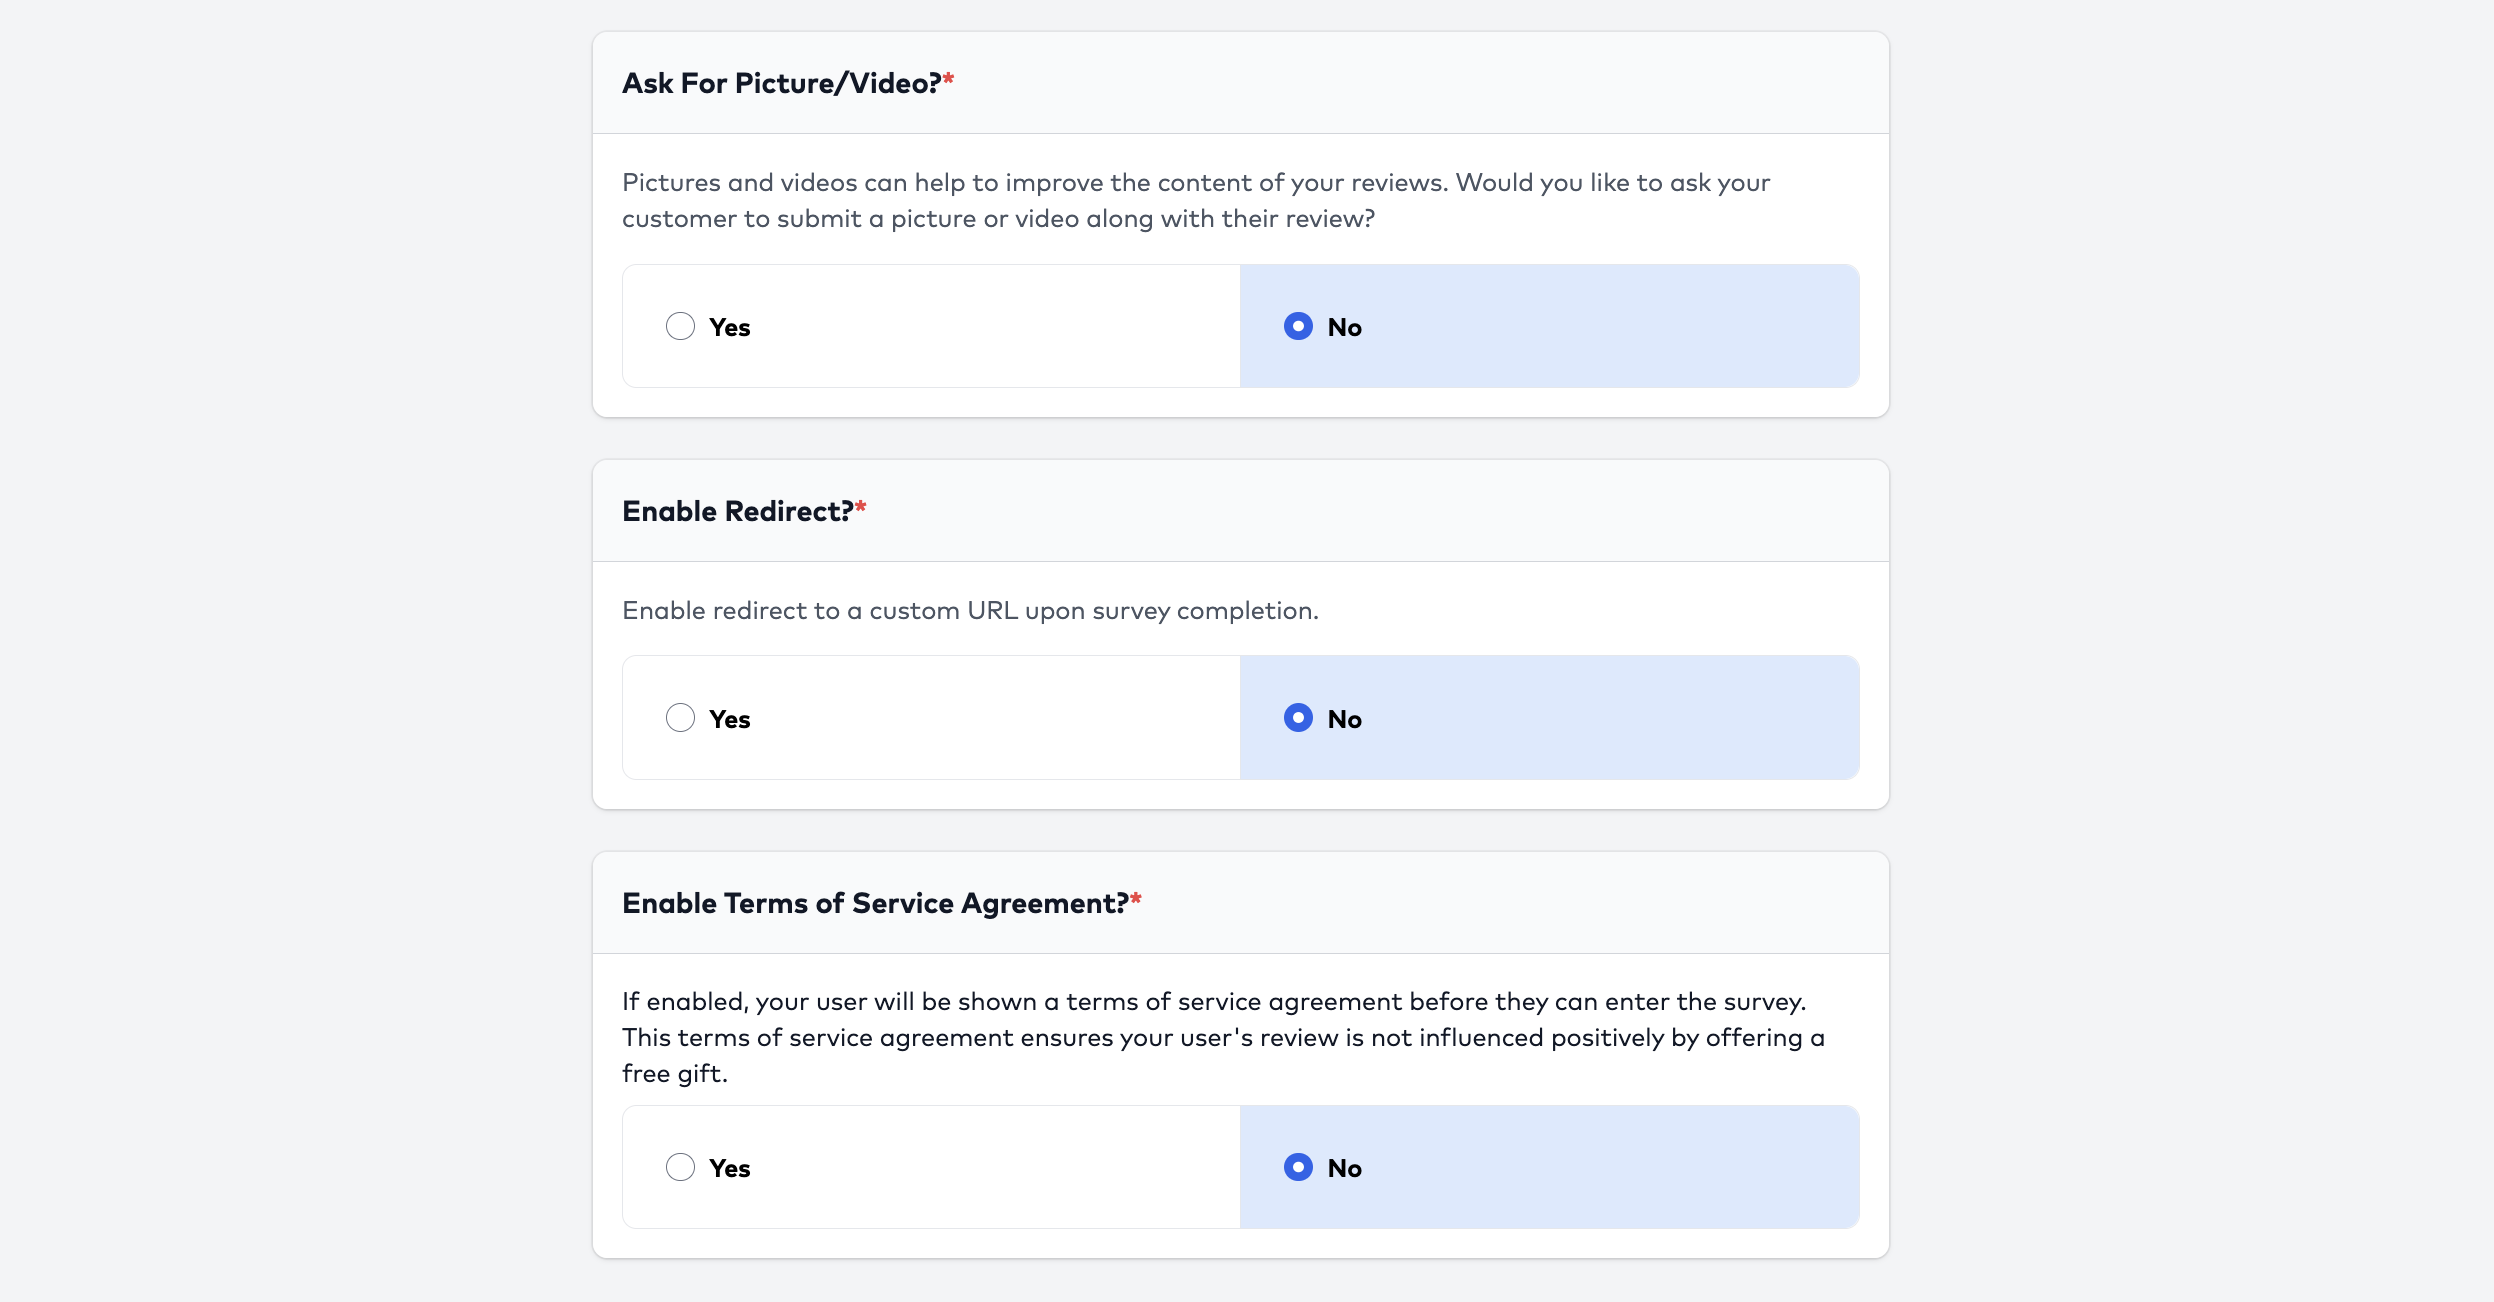 Ask For Picture/Video?*
Pictures and videos can help to improve the content of your reviews. Would you like to ask your
customer to submit a picture or video along with their review?
Yes
No
Enable Redirect?*
Enable redirect to a custom URL upon survey completion.
Yes
No
Enable Terms of Service Agreement?*
If enabled, your user will be shown a terms of service agreement before they can enter the survey.
This terms of service agreement ensures your user's review is not influenced positively by offering a
free gift.
Yes
No